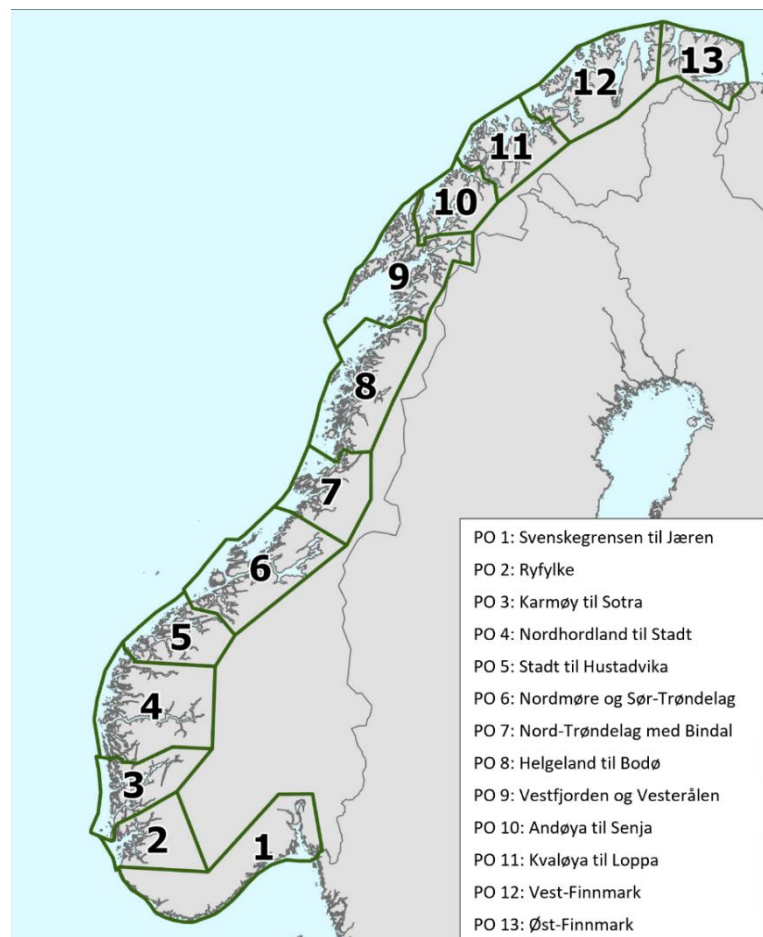 13
12
11
10
9
8
7
6
5
4
3
2
1
PO 1: Svenskegrensen til Jæren
PO 2: Ryfylke
PO 3: Karmøy til Sotra
PO 4: Nordhordland til Stadt
PO 5: Stadt til Hustadvika
PO 6: Nordmøre og Sør-Trøndelag
PO 7: Nord-Trøndelag med Bindal
PO 8: Helgeland til Bodø
PO 9: Vestfjorden og Vesterålen
PO 10: Andøya til Senja
PO 11: Kvaløya til Loppa
PO 12: Vest-Finnmark
PO 13: Øst-Finnmark